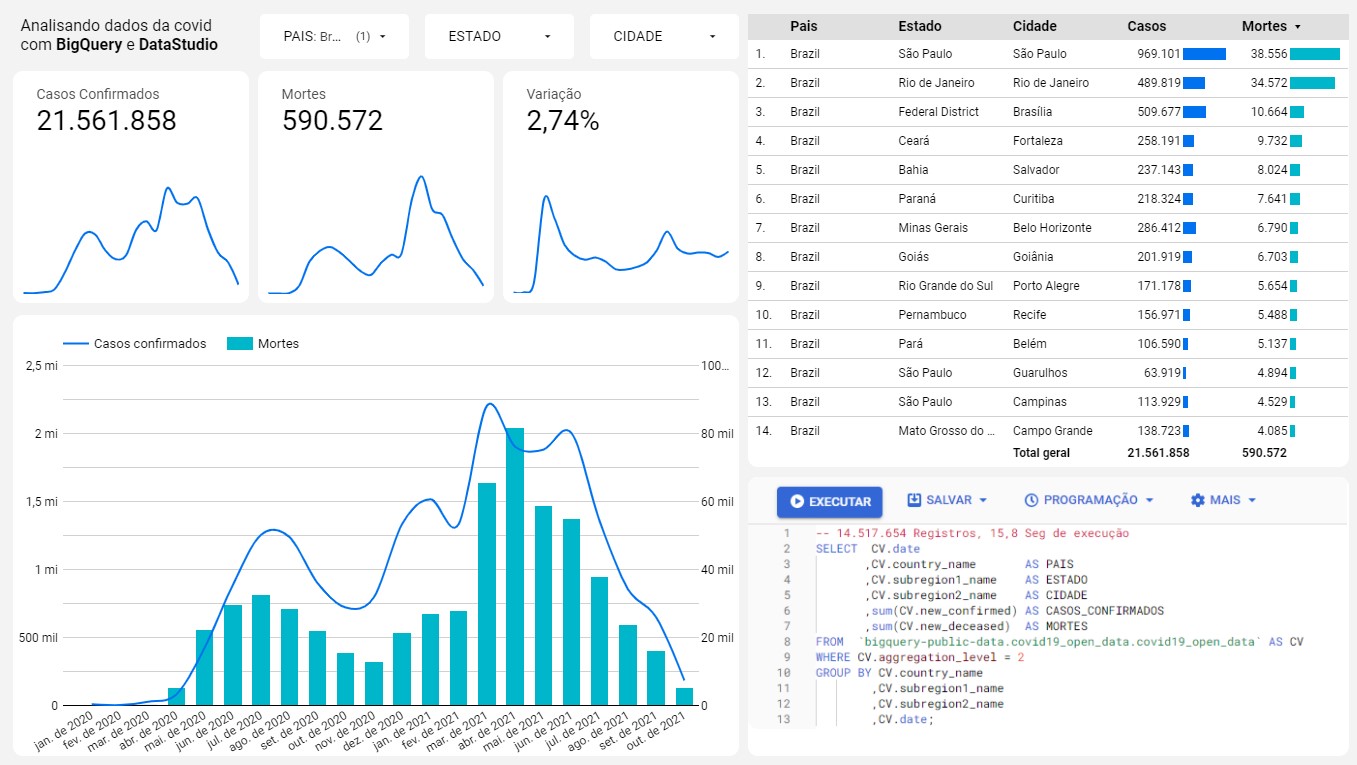 Analisando dados da covid
com BigQuery e DataStudio
PAIS: Br... (1)
ESTADO
CIDADE
Casos Confirmados
21.561.858
Mortes
590.572
Variação
2,74%
Casos confirmados
Mortes
2,5 mi
2 mi
1,5 mi
1 mi
500 mil
0
100...
80 mil
60 mil
40 mil
20 mil
0
jan. de 2020
fev. de 2020
mar. de 2020
abr. de 2020
mai. de 2020
jun. de 2020
jul. de 2020
ago. de 2020
set. de 2020
out. de 2020
nov. de 2020
dez. de 2020
jan. de 2021
fev. de 2021
mar. de 2021
abr. de 2021
mai. de 2021
jun. de 2021
jul. de 2021
ago. de 2021
set. de 2021
out. de 2021
Pais Estado Cidade Casos Mortes
1. Brazil São Paulo São Paulo 969.101 38.556
2. Brazil Rio de Janeiro Rio de Janeiro 489.819 34.572
3. Brazil Federal District Brasília 509.677 10.664
4. Brazil Ceará Fortaleza 258.191 9.732
5. Brazil Bahia Salvador 237.143 8.024
6. Brazil Paraná Curitiba 218.324 7.641
7. Brazil Minas Gerais Belo Horizonte 286.412 6.790
8. Brazil Goiás Goiânia 201.919 6.703
9. Brazil Rio Grande do Sul Porto Alegre 171.178 5.654
10. Brazil Pernambuco Recife 156.971 5.488
11. Brazil Pará Belém 106.590 5.137
12. Brazil São Paulo Guarulhos 63.919 4.894
13. Brazil São Paulo Campinas 113.929 4.529
14. Brazil Mato Grosso do ... Campo Grande 138.723 4.085
Total geral 21.561.858 590.572
EXECUTAR SALVAR PROGRAMAÇÃO MAIS
1 -- 14.517.654 Registros, 15,8 Seg de execução
2 SELECT CV.date
3 ,CV.country_name AS PAIS
4 ,CV.subregion1_name AS ESTADO
5 ,CV.subregion2_name AS CIDADE
6 ,sum(CV.new_confirmed) AS CASOS_CONFIRMADOS
7 ,sum(CV.new_deceased) AS MORTES
8 FROM `bigquery-public-data.covid19_open_data.covid19_open_data` AS CV
9 WHERE CV.aggregation_level = 2
10 GROUP BY CV.country_name
11 ,CV.subregion1_name
12 ,CV.subregion2_name
13 ,CV.date;